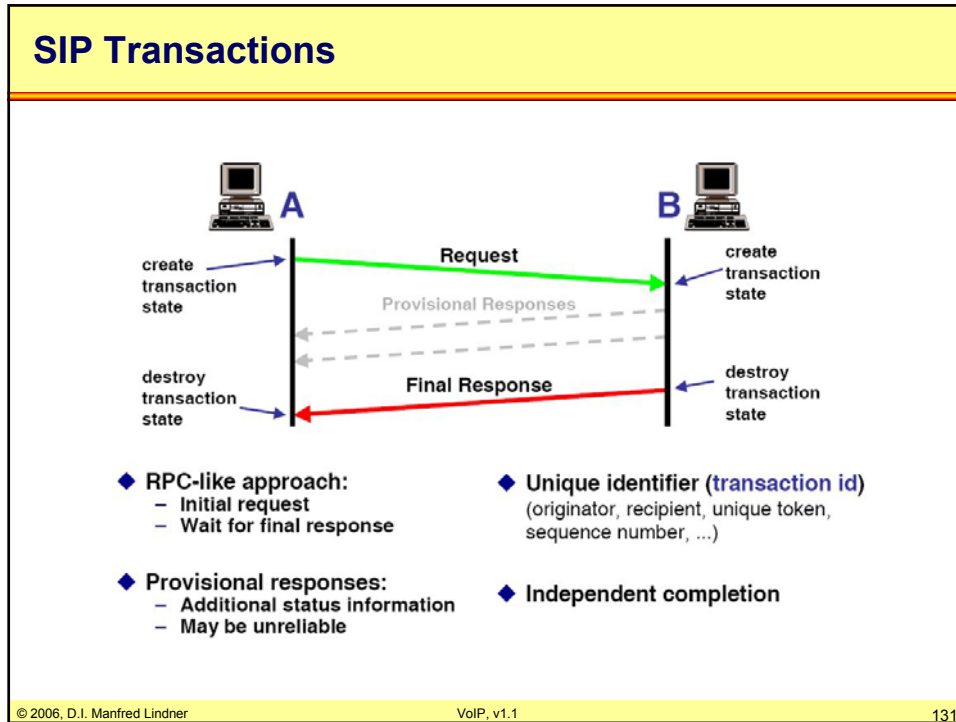 SIP Transactions
A
B
create
transaction
state
Request
create
transaction
state
Provisional Responses
destroy
transaction
state
Final Response
destroy
transaction
state
◆ RPC-like approach:
– Initial request
– Wait for final response
◆ Provisional responses:
– Additional status information
– May be unreliable
◆ Unique identifier (transaction id)
(originator, recipient, unique token,
sequence number, ...)
◆ Independent completion
© 2006, D.I. Manfred Lindner
VoIP, v1.1
131